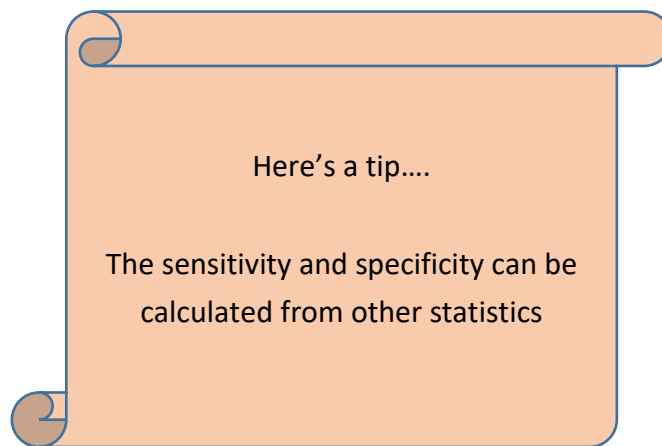 Here’s a tip….
The sensitivity and specificity can be
calculated from other statistics